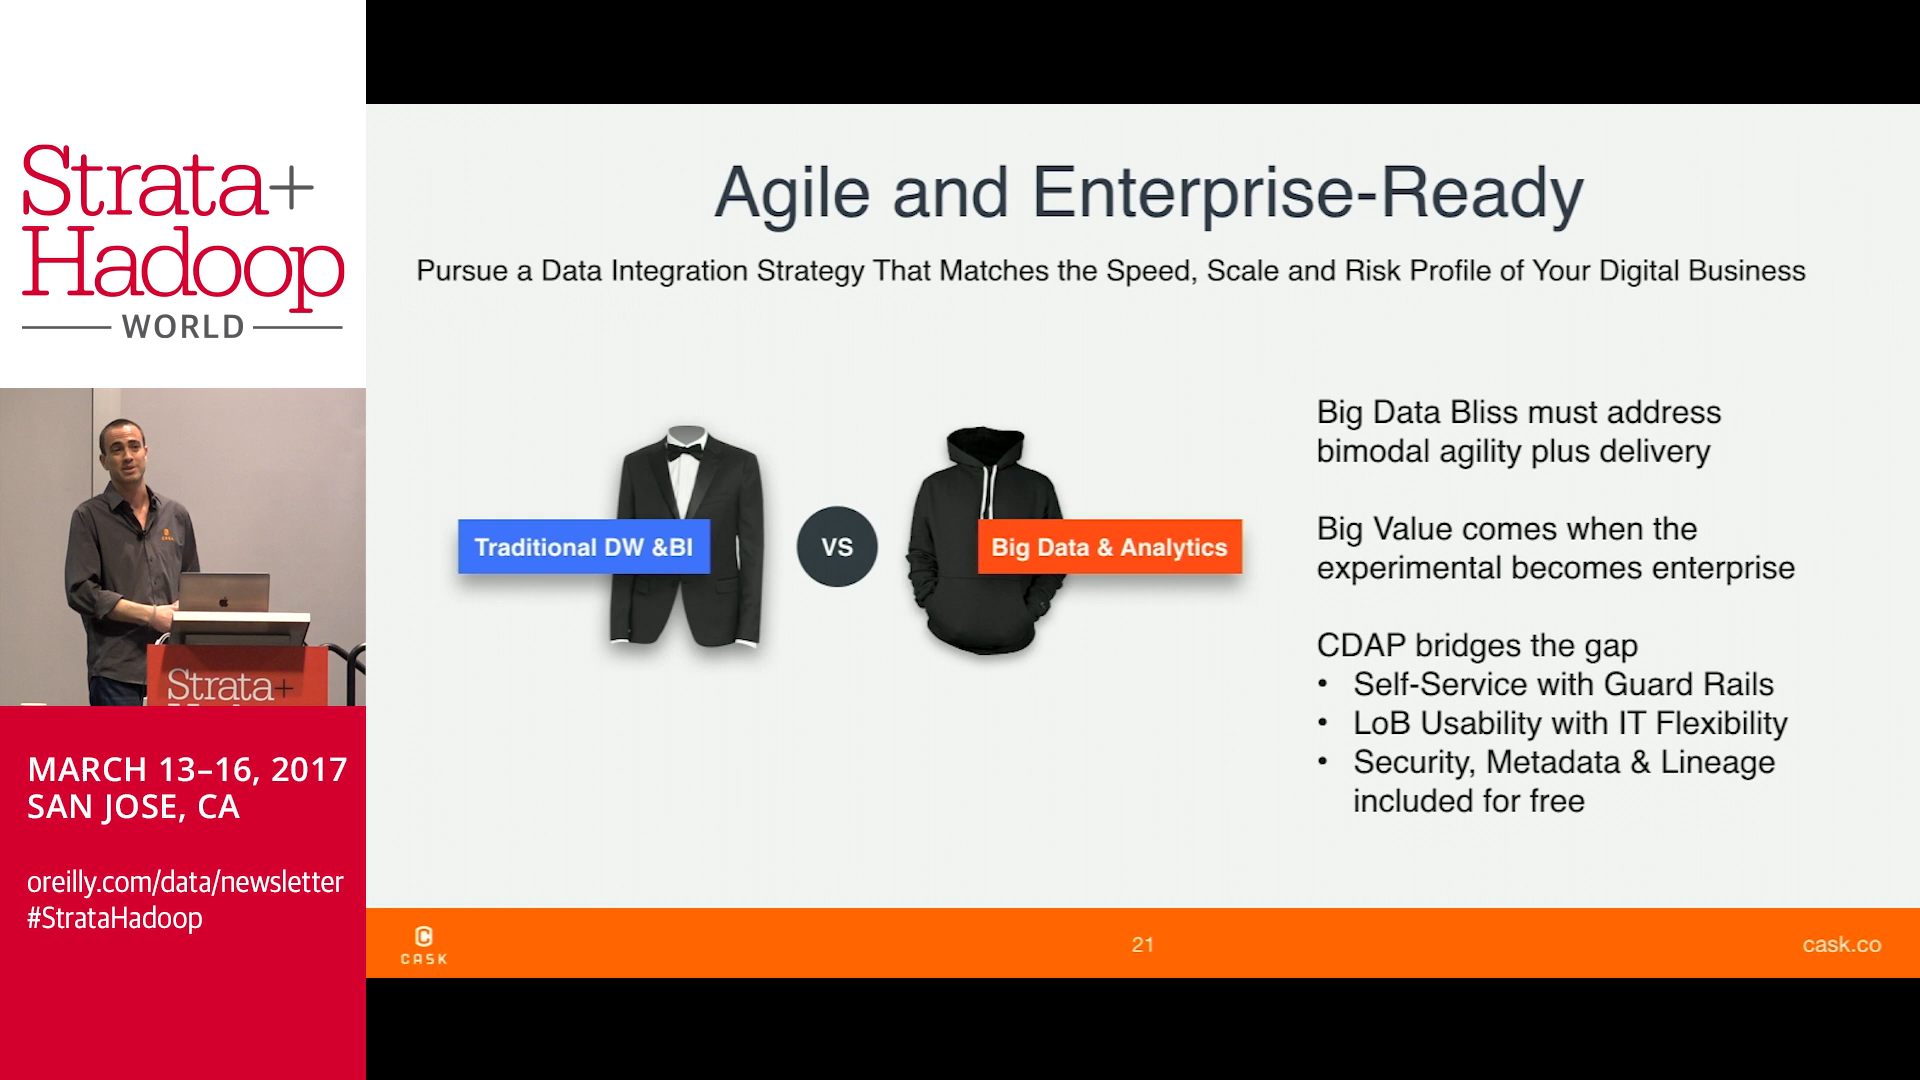 Strata+
Hadoop
WORLD
Strata+
MARCH 13–16, 2017
SAN JOSE, CA
oreilly.com/data/newsletter
#StrataHadoop
Agile and Enterprise-Ready
Pursue a Data Integration Strategy That Matches the Speed, Scale and Risk Profile of Your Digital Business
Traditional DW &BI
VS
Big Data & Analytics
Big Data Bliss must address
bimodal agility plus delivery
Big Value comes when the
experimental becomes enterprise
CDAP bridges the gap
• Self-Service with Guard Rails
• LoB Usability with IT Flexibility
• Security, Metadata & Lineage
included for free
CASK
21
cask.co